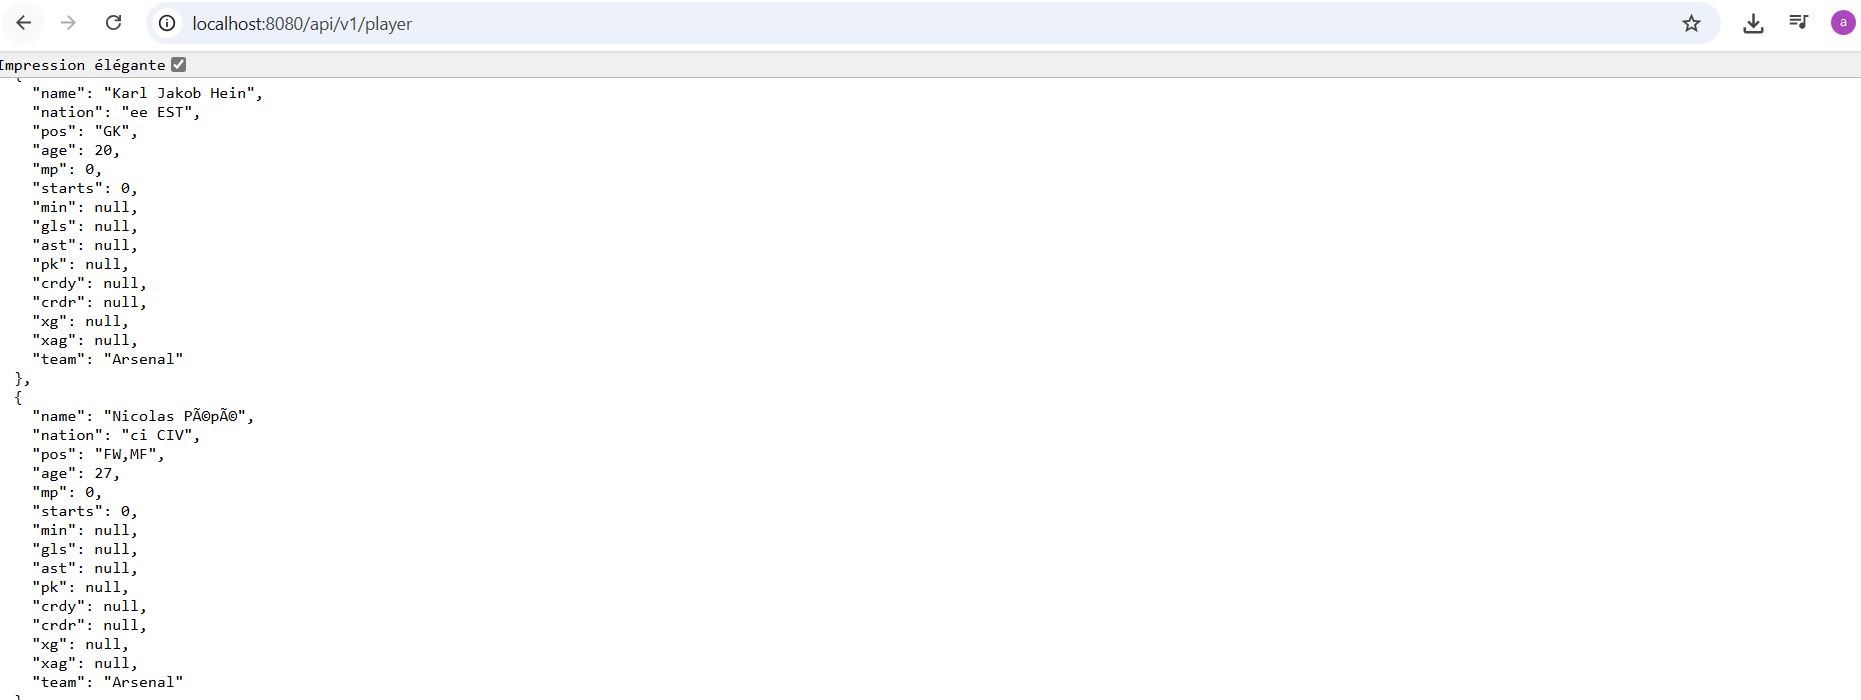 localhost:8080/api/v1/player
a
Impression élégante
{
"name": "Karl Jakob Hein",
"nation": "ee EST",
"pos": "GK",
"age": 20,
"mp": 0,
"starts": 0,
"min": null,
"gls": null,
"ast": null,
"pk": null,
"crdy": null,
"crdr": null,
"xg": null,
"xag": null,
"team": "Arsenal"
},
{
"name": "Nicolas PÃ©pÃ©",
"nation": "ci CIV",
"pos": "FW,MF",
"age": 27,
"mp": 0,
"starts": 0,
"min": null,
"gls": null,
"ast": null,
"pk": null,
"crdy": null,
"crdr": null,
"xg": null,
"xag": null,
"team": "Arsenal"
}